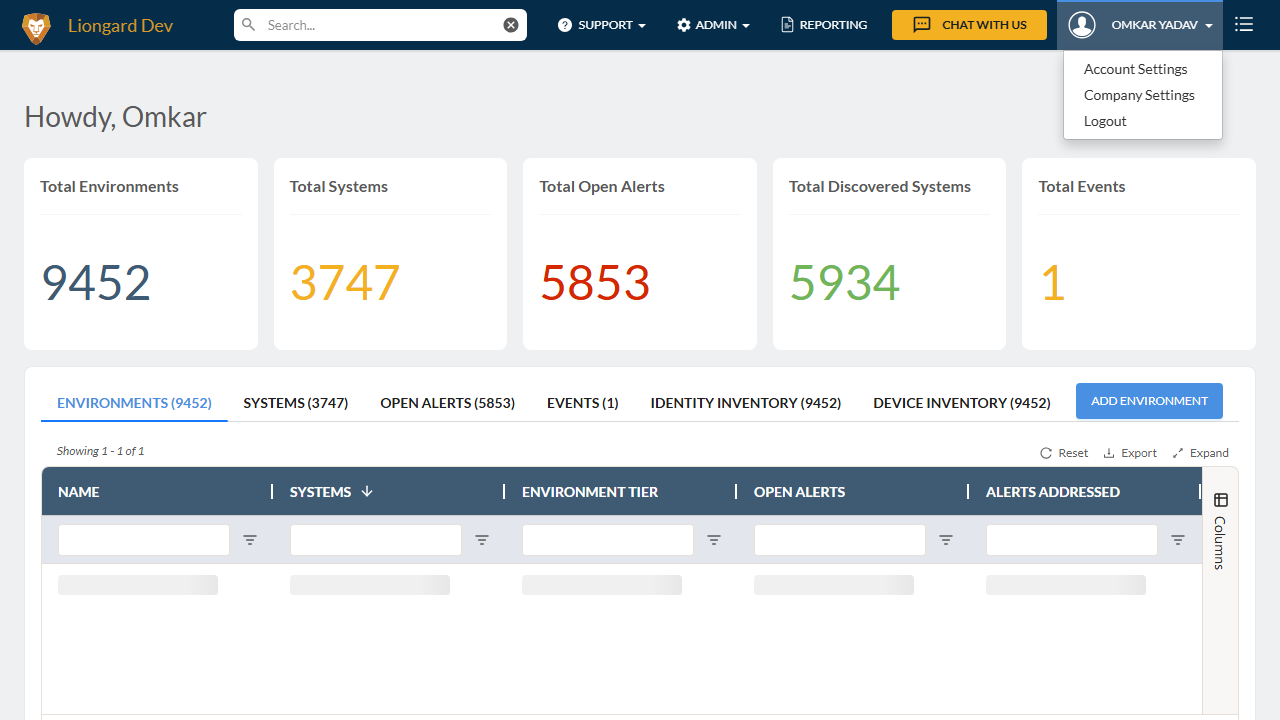 Liongard Dev
Search...
SUPPORT
ADMIN
REPORTING
CHAT WITH US
OMKAR YADAV
Account Settings
Company Settings
Logout
Howdy, Omkar
Total Environments
9452
Total Systems
3747
Total Open Alerts
5853
Total Discovered Systems
5934
Total Events
1
ENVIRONMENTS (9452)
SYSTEMS (3747)
OPEN ALERTS (5853)
EVENTS (1)
IDENTITY INVENTORY (9452)
DEVICE INVENTORY (9452)
ADD ENVIRONMENT
Showing 1 - 1 of 1
Reset
Export
Expand
NAME
SYSTEMS
ENVIRONMENT TIER
OPEN ALERTS
ALERTS ADDRESSED
Columns